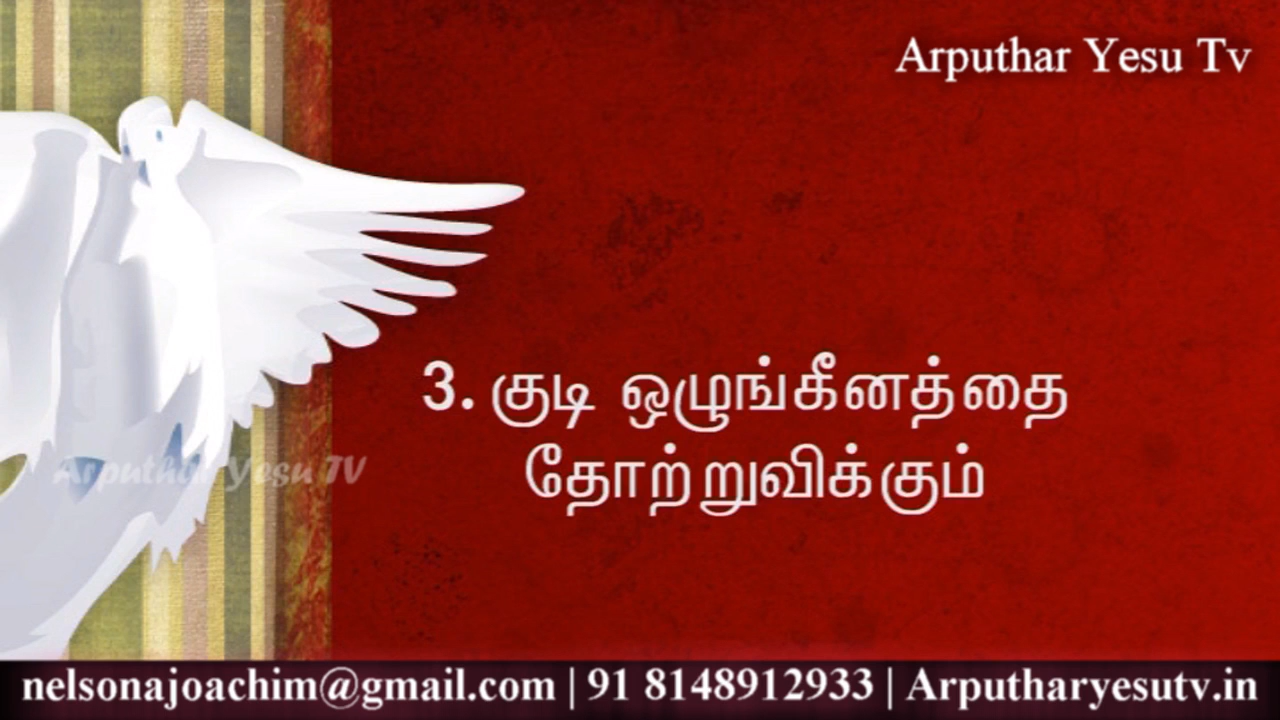 Arputhar Yesu Tv
3. குடி ஒழுங்கீனத்தை
தோற்றுவிக்கும்
Arputhar Yesu TV
nelsonajoachim@gmail.com | 91 8148912933 | Arputharyesutv.in